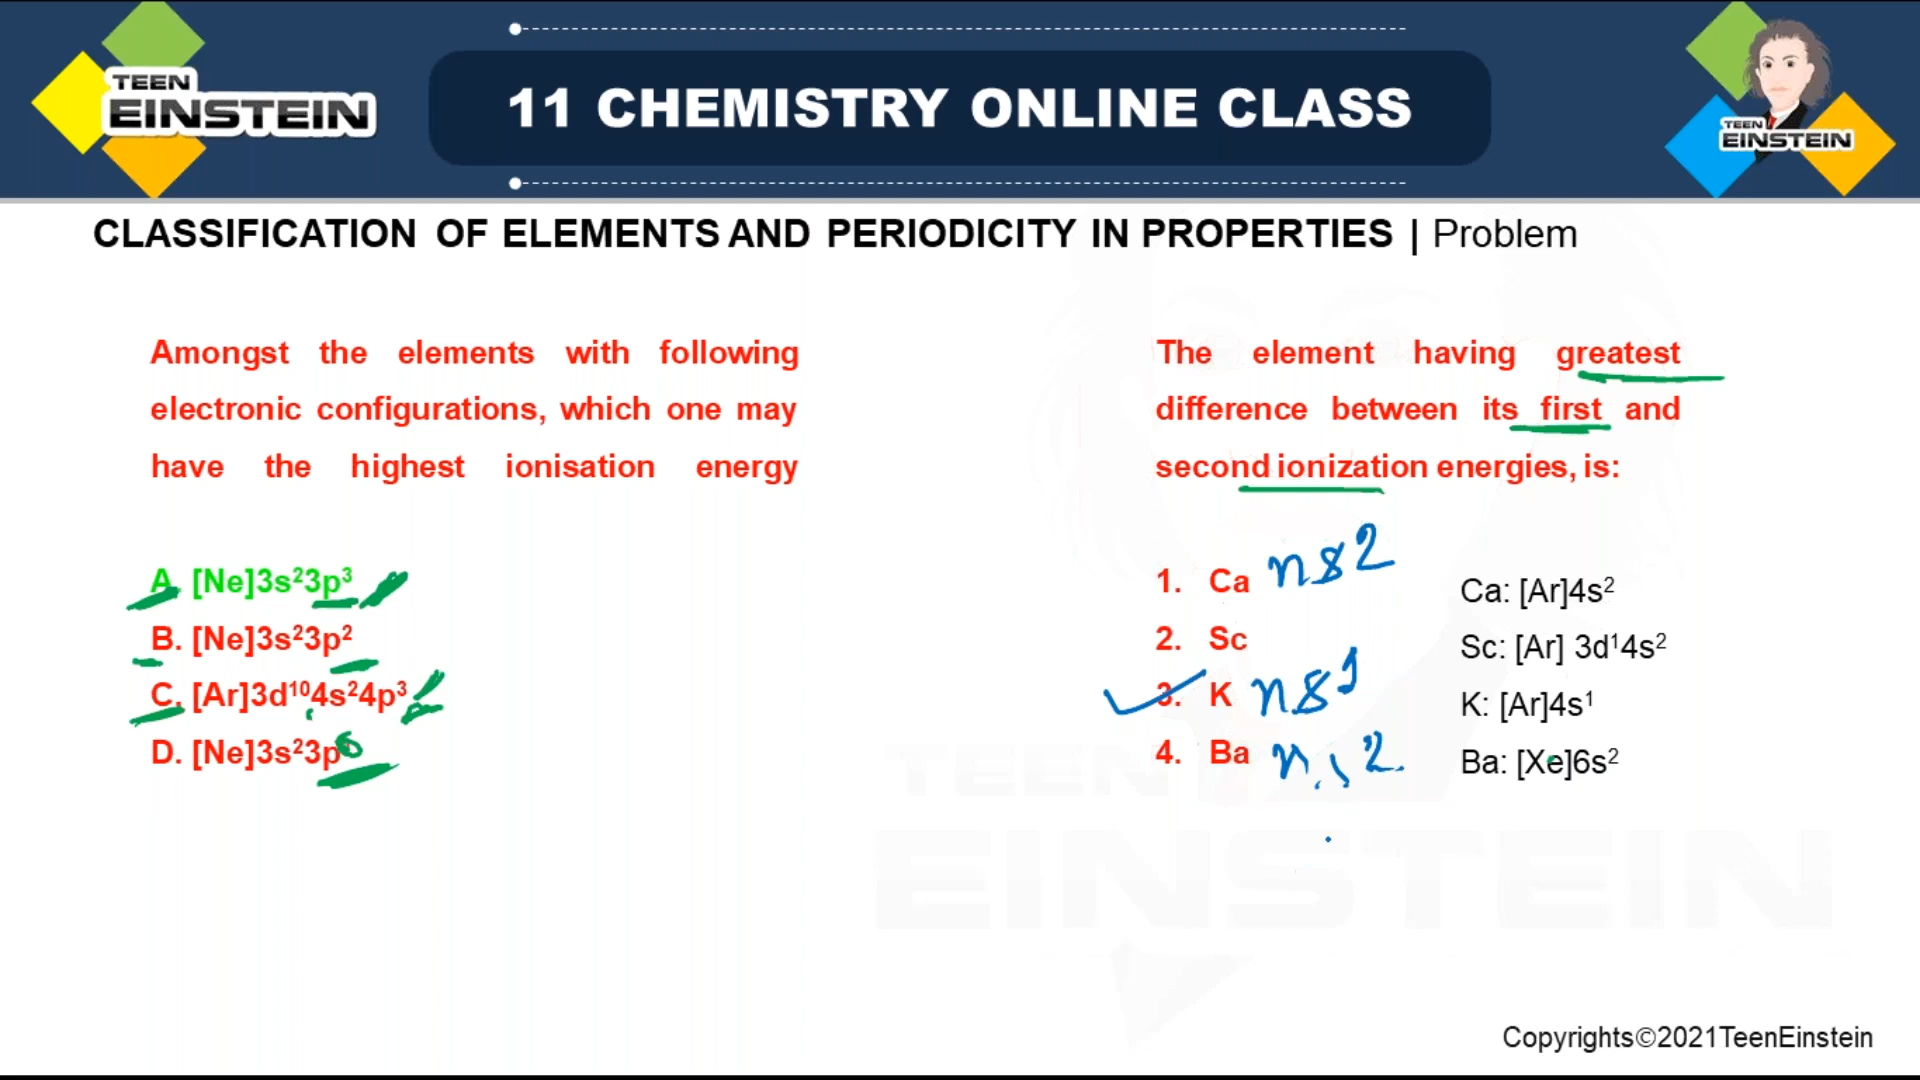 TEEN
EINSTEIN
11 CHEMISTRY ONLINE CLASS
TEEN
EINSTEIN
CLASSIFICATION OF ELEMENTS AND PERIODICITY IN PROPERTIES | Problem
Amongst the elements with following
electronic configurations, which one may
have the highest ionisation energy
A. [Ne]3s²3p³
B. [Ne]3s²3p²
C. [Ar]3d¹⁰4s²4p³
D. [Ne]3s²3p⁶
The element having greatest
difference between its first and
second ionization energies, is:
1. Ca ns2
2. Sc
3. K ns1
4. Ba
Ca: [Ar]4s²
Sc: [Ar] 3d¹4s²
K: [Ar]4s¹
Ba: [Xe]6s²
TEEN
EINSTEIN
Copyrights©2021TeenEinstein